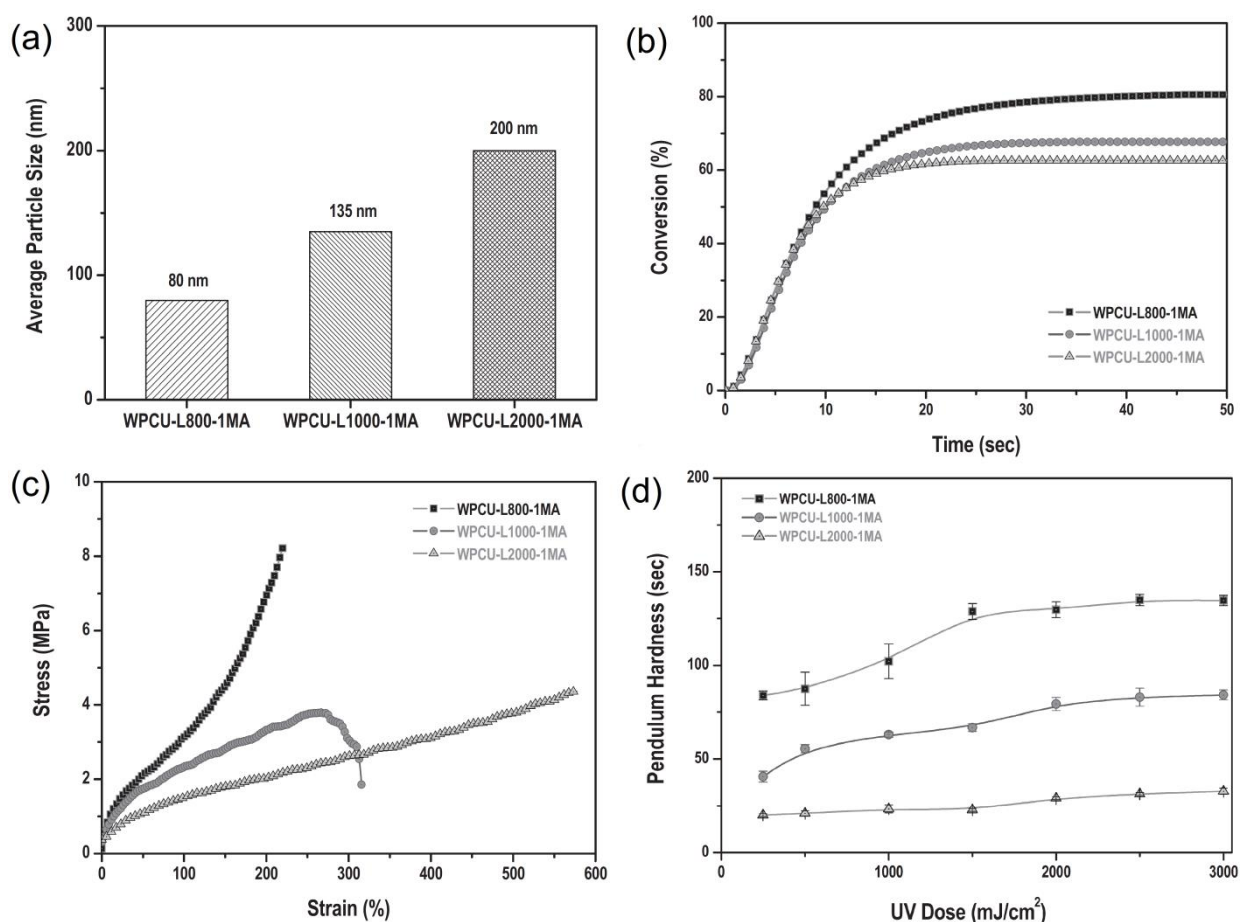 (a)
300
200
100
0
Average Particle Size (nm)
80 nm
135 nm
200 nm
WPCU-L800-1MA
WPCU-L1000-1MA
WPCU-L2000-1MA
(b)
100
80
60
40
20
0
Conversion (%)
WPCU-L800-1MA
WPCU-L1000-1MA
WPCU-L2000-1MA
0 10 20 30 40 50
Time (sec)
(c)
10
8
6
4
2
0
Stress (MPa)
WPCU-L800-1MA
WPCU-L1000-1MA
WPCU-L2000-1MA
0 100 200 300 400 500 600
Strain (%)
(d)
200
150
100
50
0
Pendulum Hardness (sec)
WPCU-L800-1MA
WPCU-L1000-1MA
WPCU-L2000-1MA
0 1000 2000 3000
UV Dose (mJ/cm²)